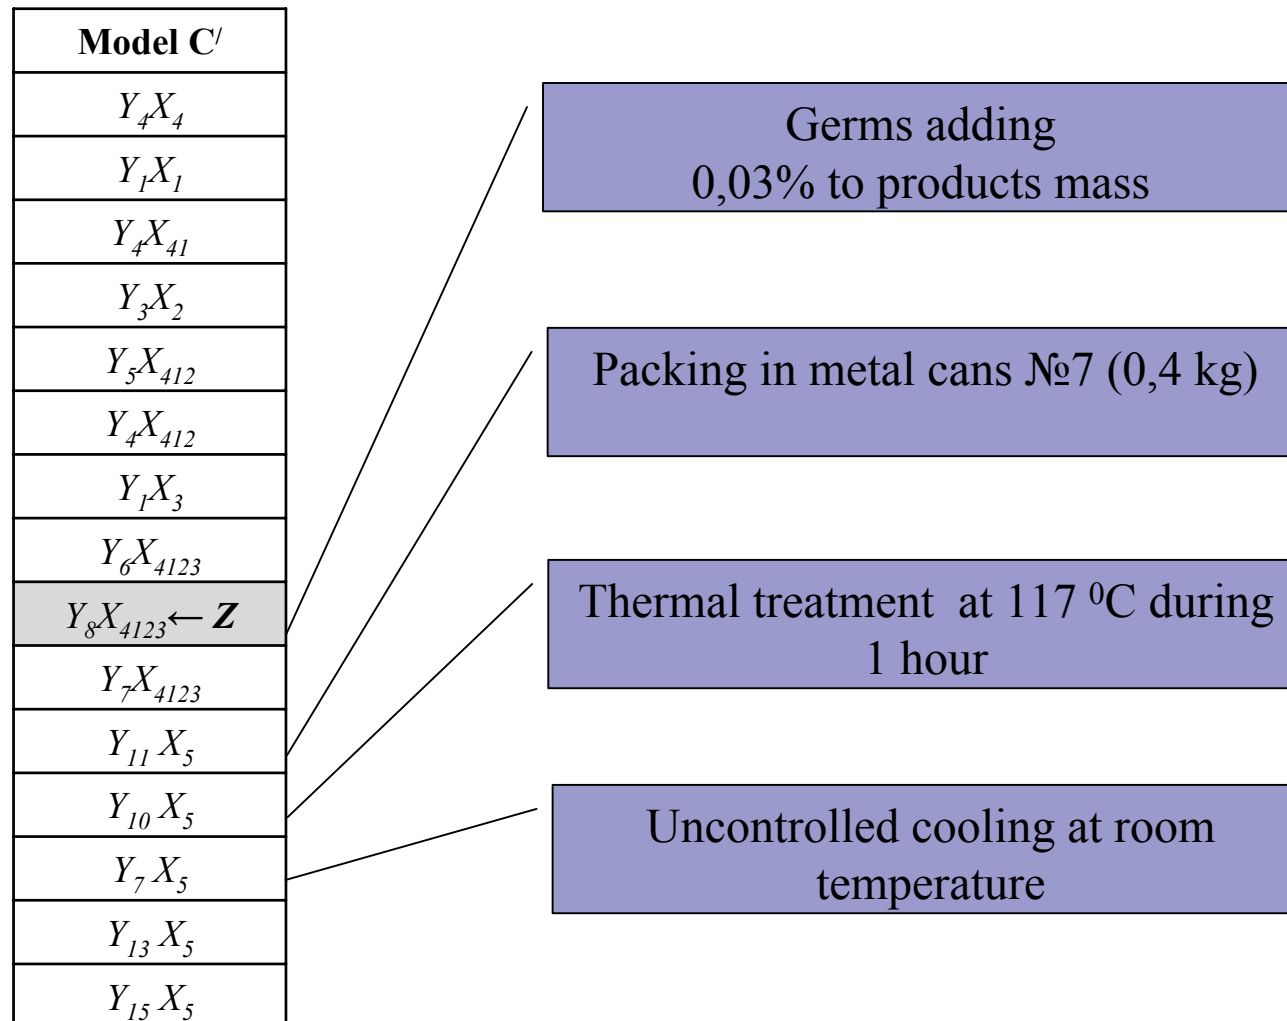 Model C/
Y4X4
Y1X1
Y4X41
Y3X2
Y5X412
Y4X412
Y1X3
Y6X4123
Y8X4123← Z
Y7X4123
Y11 X5
Y10 X5
Y7 X5
Y13 X5
Y15 X5
Germs adding
0,03% to products mass
Packing in metal cans №7 (0,4 kg)
Thermal treatment at 117 ⁰C during
1 hour
Uncontrolled cooling at room
temperature